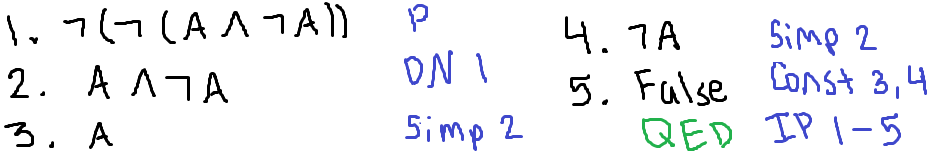 1. ¬(¬(A ∧ ¬A)) P
2. A ∧ ¬A DN 1
3. A Simp 2
4. ¬A Simp 2
5. False Const 3,4
QED IP 1-5